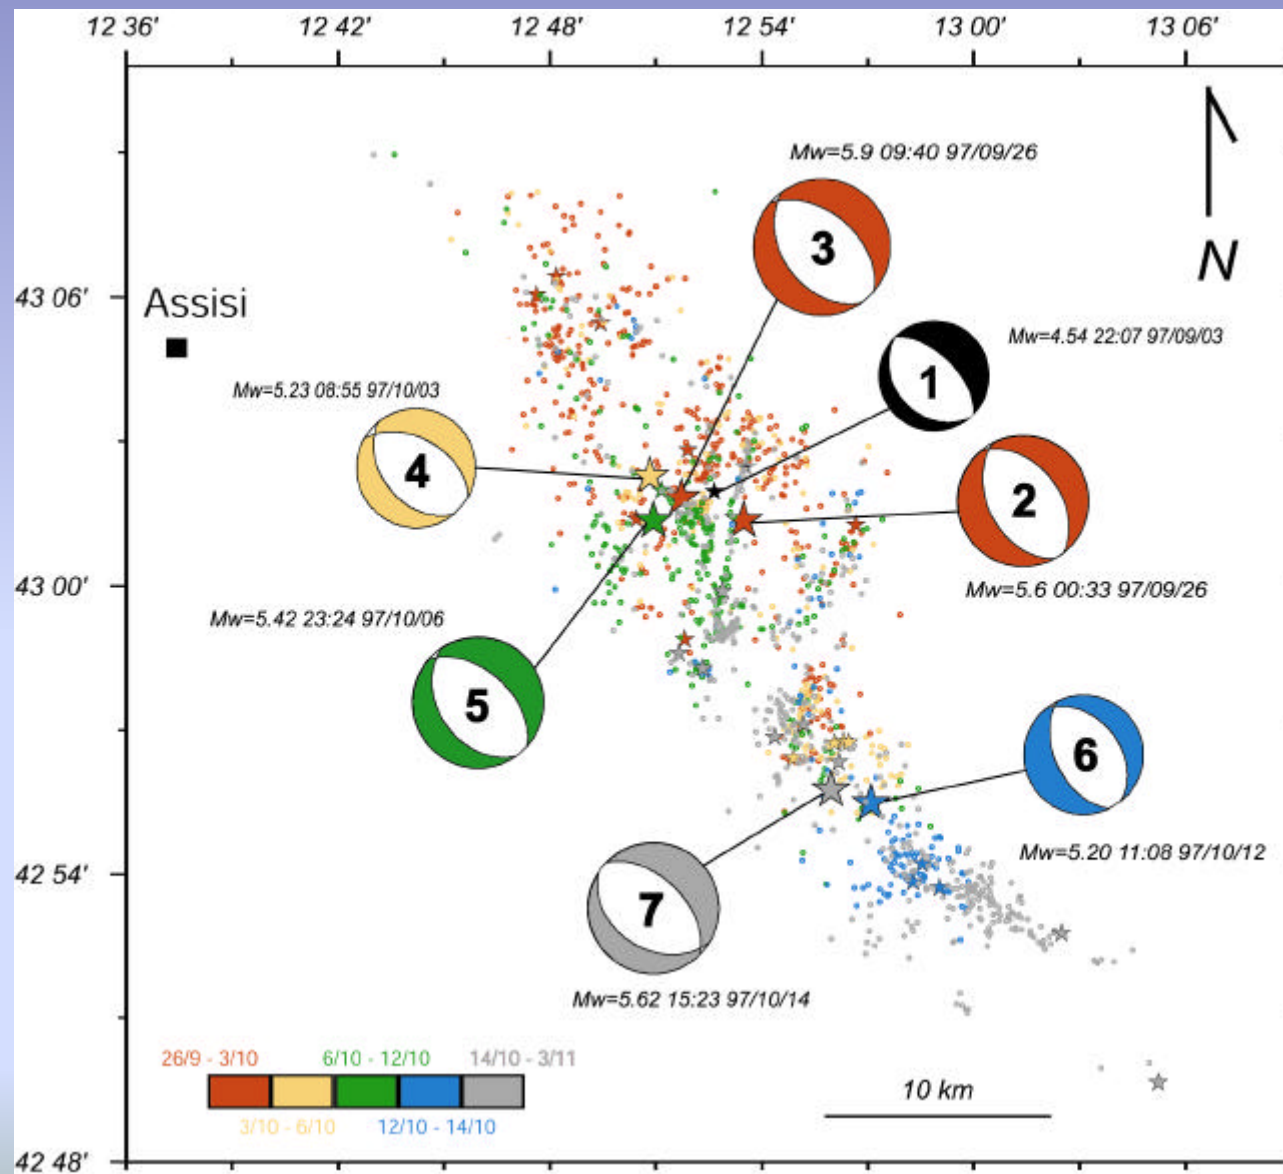 12 36' 12 42' 12 48' 12 54' 13 00' 13 06'
Mw=5.9 09:40 97/09/26
3
N
43 06'
Assisi
Mw=4.54 22:07 97/09/03
1
Mw=5.23 08:55 97/10/03
4
2
43 00'
Mw=5.6 00:33 97/09/26
Mw=5.42 23:24 97/10/06
5
6
Mw=5.20 11:08 97/10/12
42 54'
7
Mw=5.62 15:23 97/10/14
26/9 - 3/10 6/10 - 12/10 14/10 - 3/11
3/10 - 6/10 12/10 - 14/10
10 km
42 48'